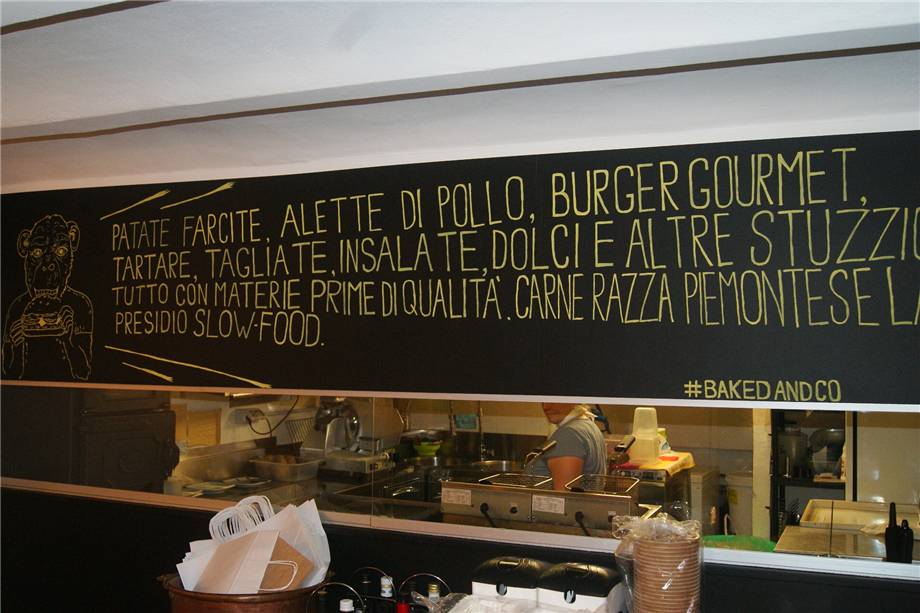 PATATE FARCITE, ALETTE DI POLLO, BURGER GOURMET,
TARTARE, TAGLIATE, INSALATE, DOLCI E ALTRE STUZZI
TUTTO CON MATERIE PRIME DI QUALITÀ. CARNE RAZZA PIEMONTESE LA
PRESIDIO SLOW-FOOD.
#BAKEDANDCO